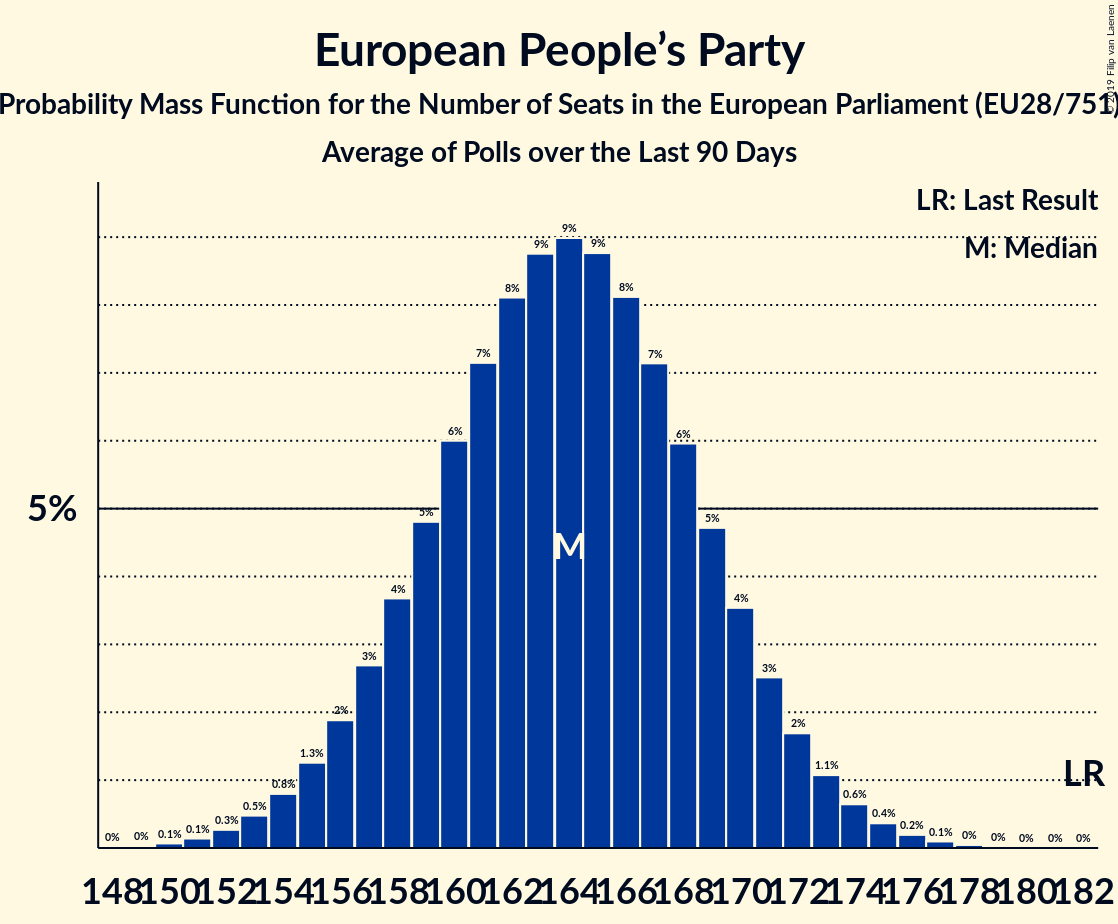 European People’s Party
Probability Mass Function for the Number of Seats in the European Parliament (EU28/751)
Average of Polls over the Last 90 Days
© 2019 Filip van Laenen
LR: Last Result
M: Median
5%
0% 0% 0.1% 0.1% 0.3% 0.5% 0.8% 1.3% 2% 3% 4% 5% 6% 7% 8% 9% 9% 9% 8% 7% 6% 5% 4% 3% 2% 1.1% 0.6% 0.4% 0.2% 0.1% 0% 0% 0% 0% 0%
M
LR
148 150 152 154 156 158 160 162 164 166 168 170 172 174 176 178 180 182